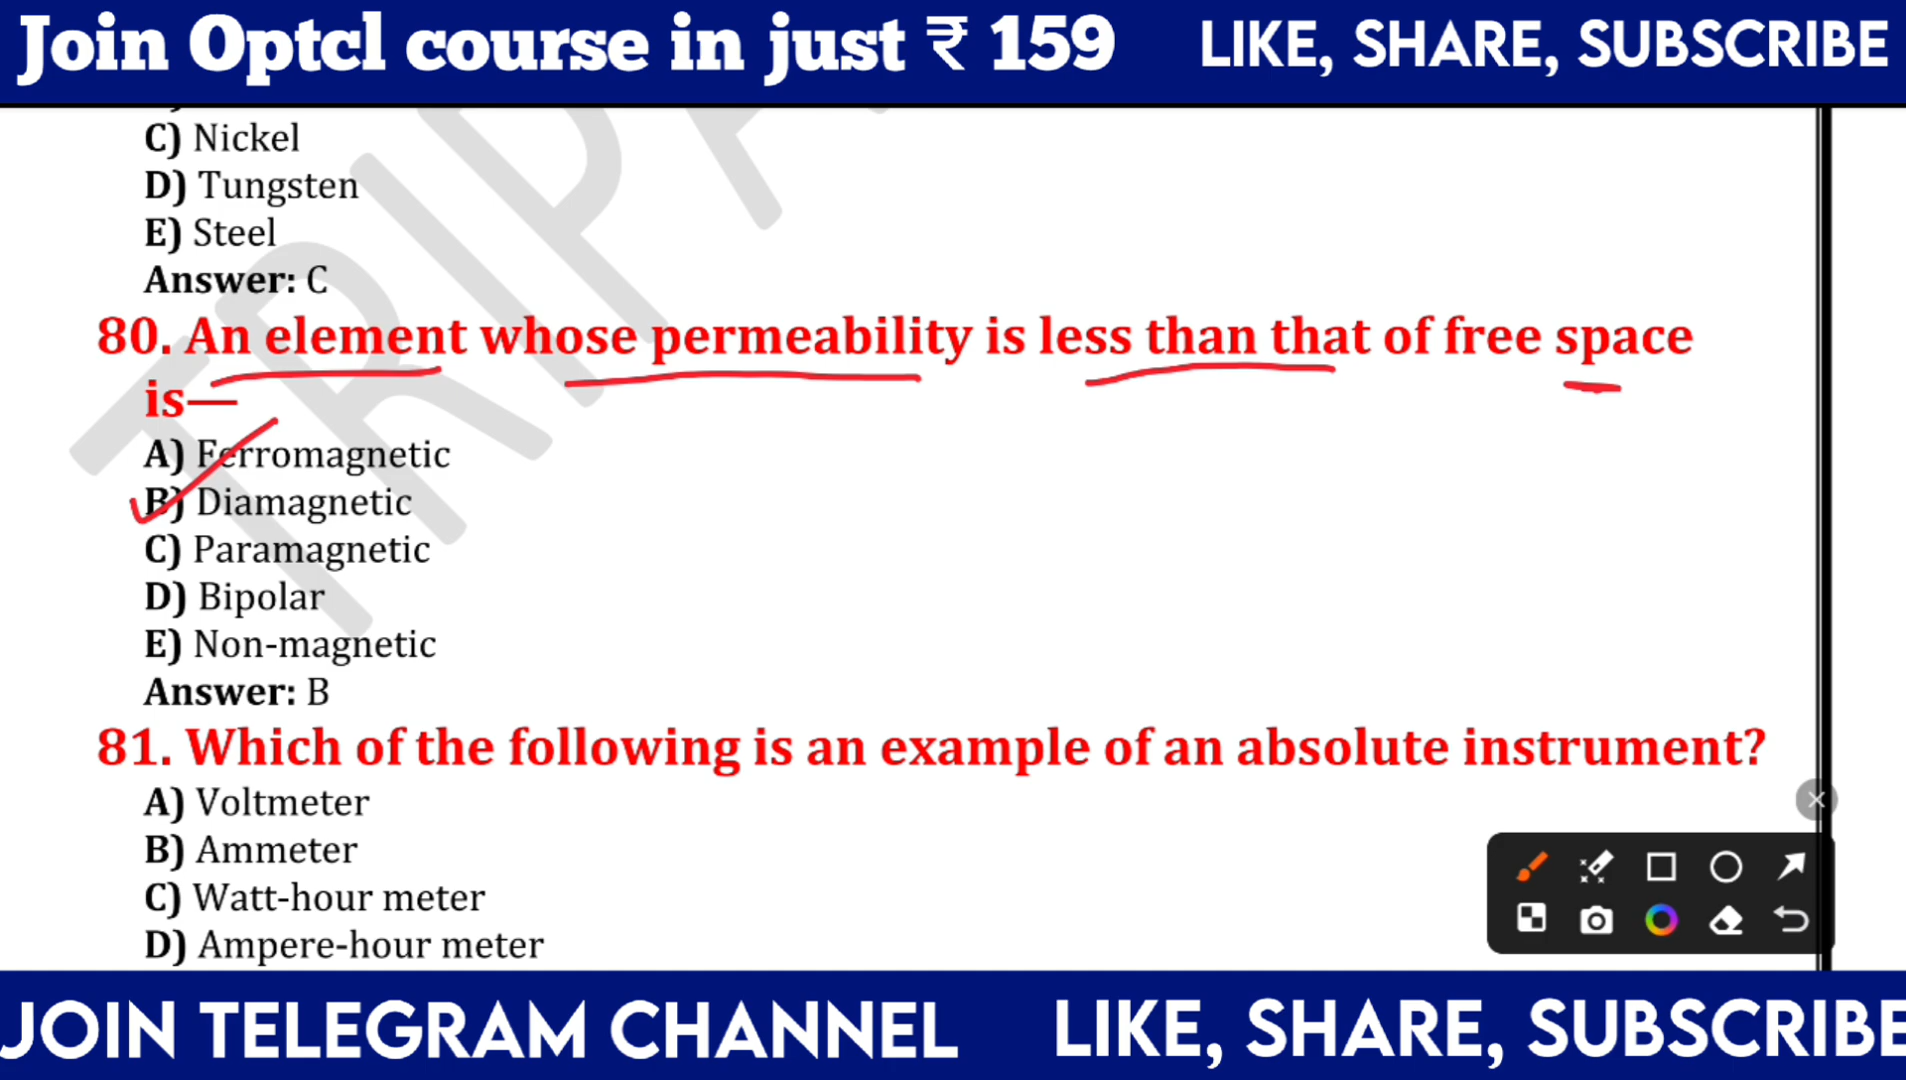 Join Optcl course in just ₹ 159 LIKE, SHARE, SUBSCRIBE
C) Nickel
D) Tungsten
E) Steel
Answer: C
80. An element whose permeability is less than that of free space
is—
A) Ferromagnetic
B) Diamagnetic
C) Paramagnetic
D) Bipolar
E) Non-magnetic
Answer: B
81. Which of the following is an example of an absolute instrument?
A) Voltmeter
B) Ammeter
C) Watt-hour meter
D) Ampere-hour meter
JOIN TELEGRAM CHANNEL LIKE, SHARE, SUBSCRIBE
TRIPA